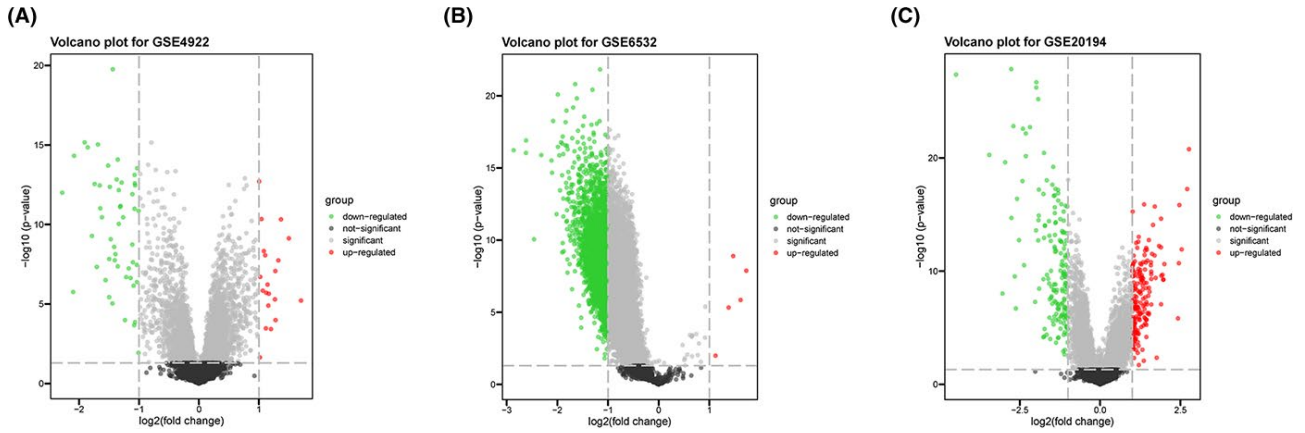 (A)
Volcano plot for GSE4922
20
15
10
5
0
−log10 (p-value)
−2
−1
0
1
log2(fold change)
group
down-regulated
not-significant
significant
up-regulated
(B)
Volcano plot for GSE6532
20
15
10
5
0
−log10 (p-value)
−3
−2
−1
0
1
log2(fold change)
group
down-regulated
not-significant
significant
up-regulated
(C)
Volcano plot for GSE20194
20
10
0
−log10 (p-value)
−2.5
0.0
2.5
log2(fold change)
group
down-regulated
not-significant
significant
up-regulated